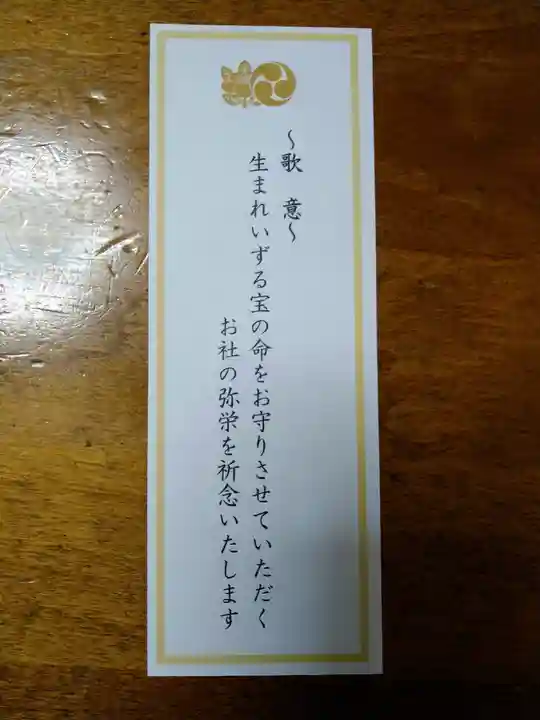 ～歌　意～
生まれいずる宝の命をお守りさせていただく
お社の弥栄を祈念いたします